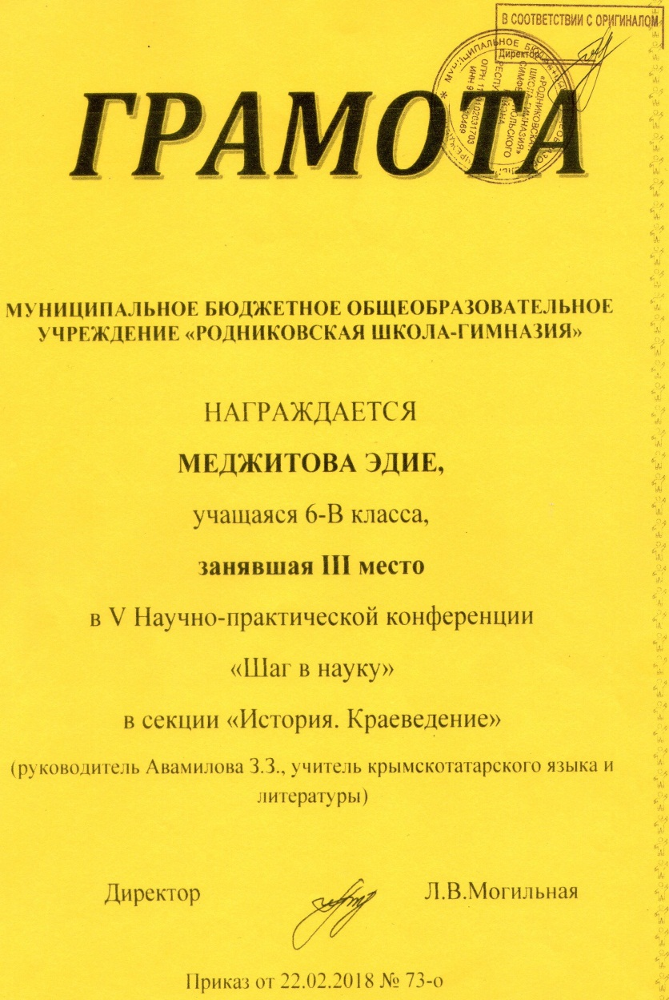 В СООТВЕТСТВИИ С ОРИГИНАЛОМ
Директор
ГРАМОТА
МУНИЦИПАЛЬНОЕ БЮДЖЕТНОЕ ОБЩЕОБРАЗОВАТЕЛЬНОЕ
УЧРЕЖДЕНИЕ «РОДНИКОВСКАЯ ШКОЛА-ГИМНАЗИЯ»
НАГРАЖДАЕТСЯ
МЕДЖИТОВА ЭДИЕ,
учащаяся 6-В класса,
занявшая III место
в V Научно-практической конференции
«Шаг в науку»
в секции «История. Краеведение»
(руководитель Авамилова З.З., учитель крымскотатарского языка и
литературы)
Директор Л.В.Могильная
Приказ от 22.02.2018 № 73-о